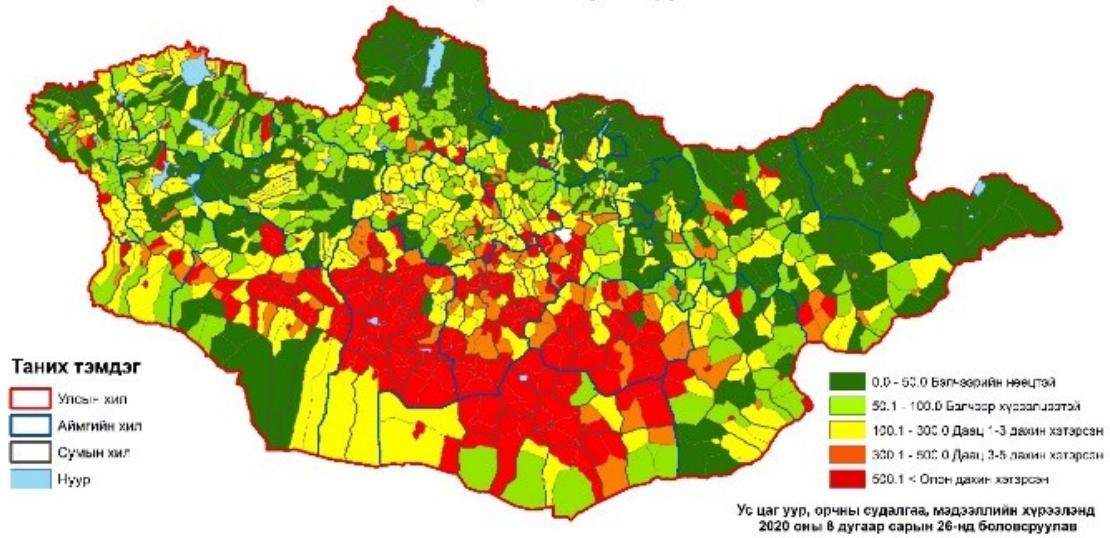 Таних тэмдэг
Улсын хил
Аймгийн хил
Сумын хил
Нуур
0.0 - 50.0 Бэлчээрийн нөөцтэй
50.1 - 100.0 Бэлчээр хүрэлцээтэй
100.1 - 300.0 Даац 1-3 дахин хэтэрсэн
300.1 - 500.0 Даац 3-5 дахин хэтэрсэн
500.1 < Олон дахин хэтэрсэн
Ус цаг уур, орчны судалгаа, мэдээллийн хүрээлэнд
2020 оны 8 дугаар сарын 26-нд боловсруулав